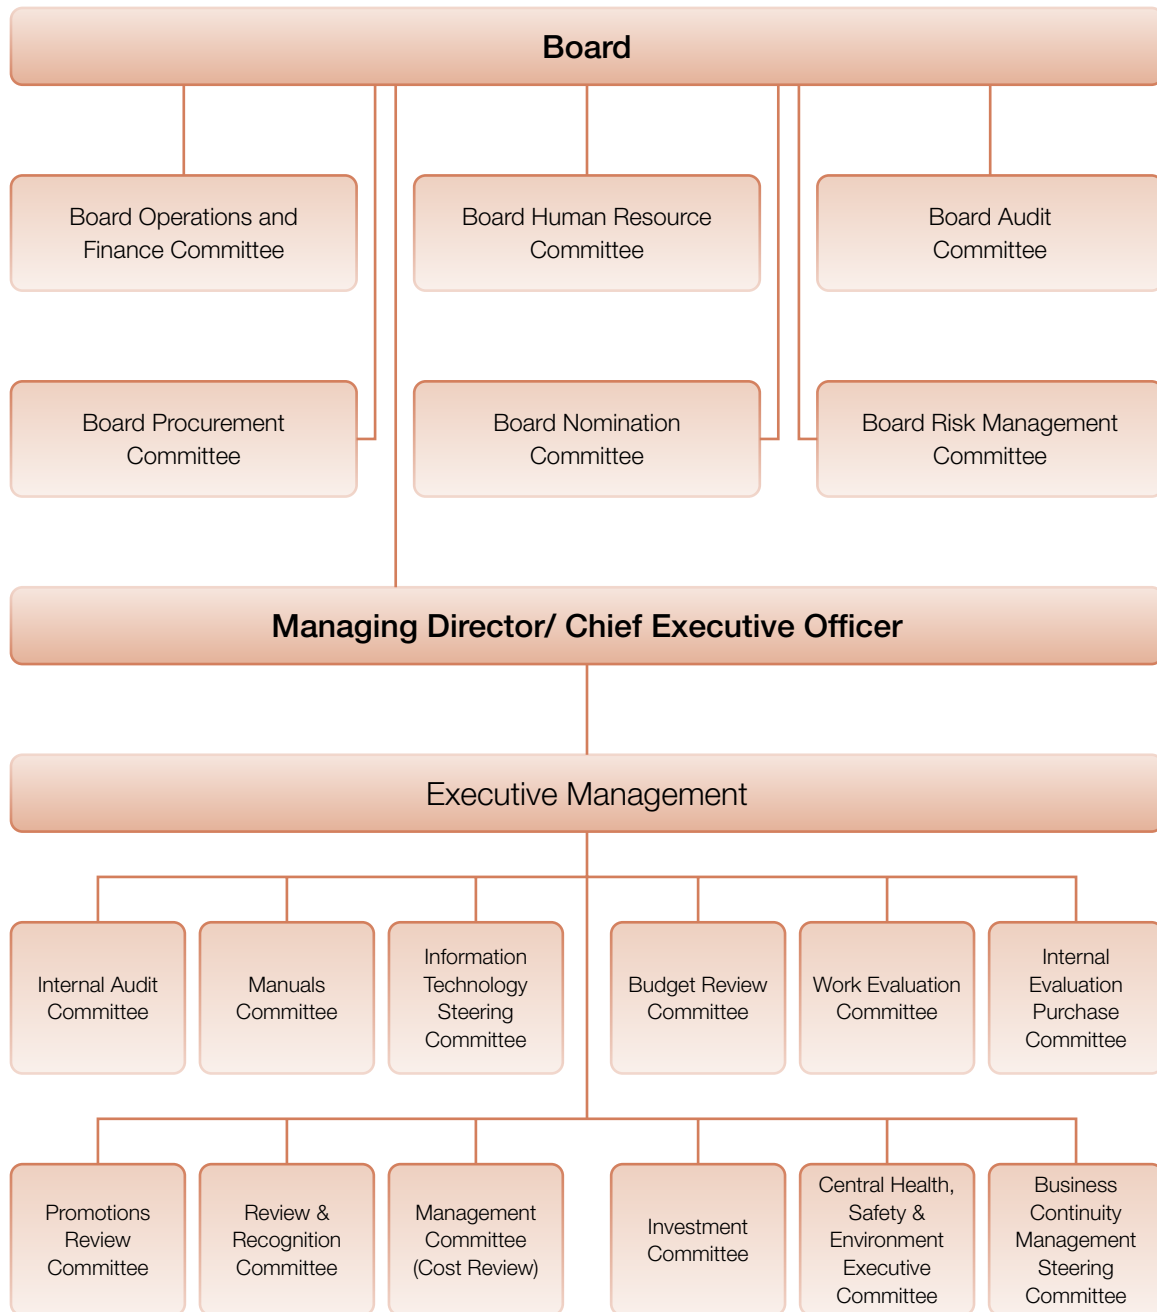 Board
Board Operations and
Finance Committee
Board Human Resource
Committee
Board Audit
Committee
Board Procurement
Committee
Board Nomination
Committee
Board Risk Management
Committee
Managing Director/ Chief Executive Officer
Executive Management
Internal Audit
Committee
Manuals
Committee
Information
Technology
Steering
Committee
Budget Review
Committee
Work Evaluation
Committee
Internal
Evaluation
Purchase
Committee
Promotions
Review
Committee
Review &
Recognition
Committee
Management
Committee
(Cost Review)
Investment
Committee
Central Health,
Safety &
Environment
Executive
Committee
Business
Continuity
Management
Steering
Committee